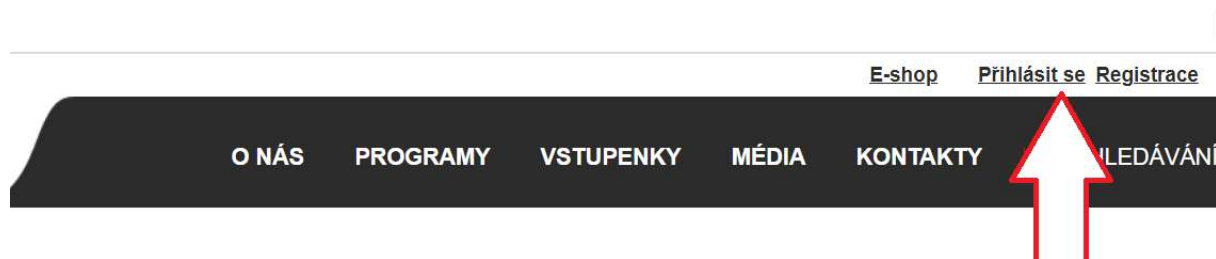 E-shop Přihlásit se Registrace
O NÁS PROGRAMY VSTUPENKY MÉDIA KONTAKTY